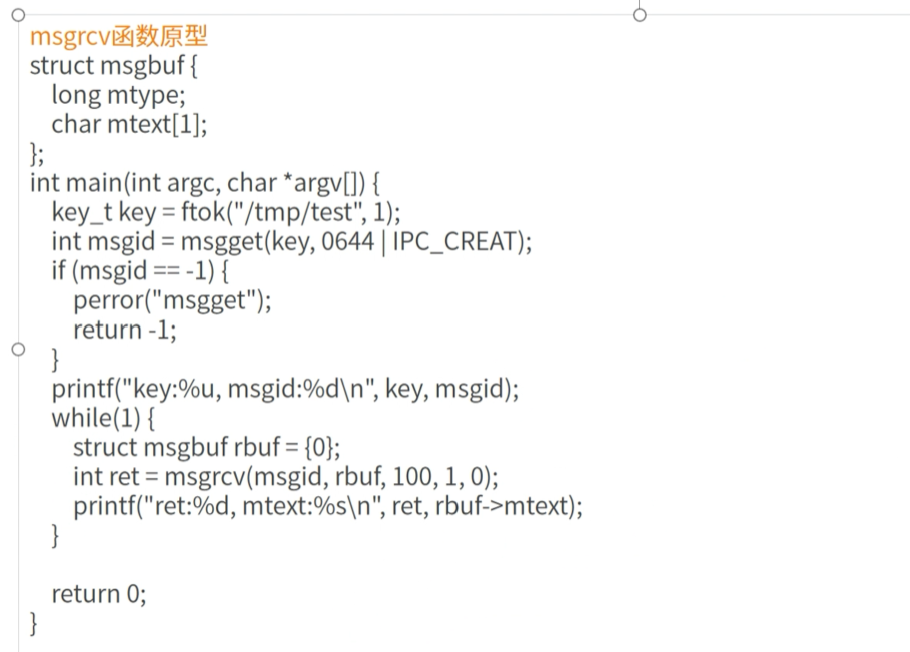 msgrcv函数原型
struct msgbuf {
long mtype;
char mtext[1];
};
int main(int argc, char *argv[]) {
key_t key = ftok("/tmp/test", 1);
int msgid = msgget(key, 0644 | IPC_CREAT);
if (msgid == -1) {
perror("msgget");
return -1;
}
printf("key:%u, msgid:%d\n", key, msgid);
while(1) {
struct msgbuf rbuf = {0};
int ret = msgrcv(msgid, rbuf, 100, 1, 0);
printf("ret:%d, mtext:%s\n", ret, rbuf->mtext);
}
return 0;
}